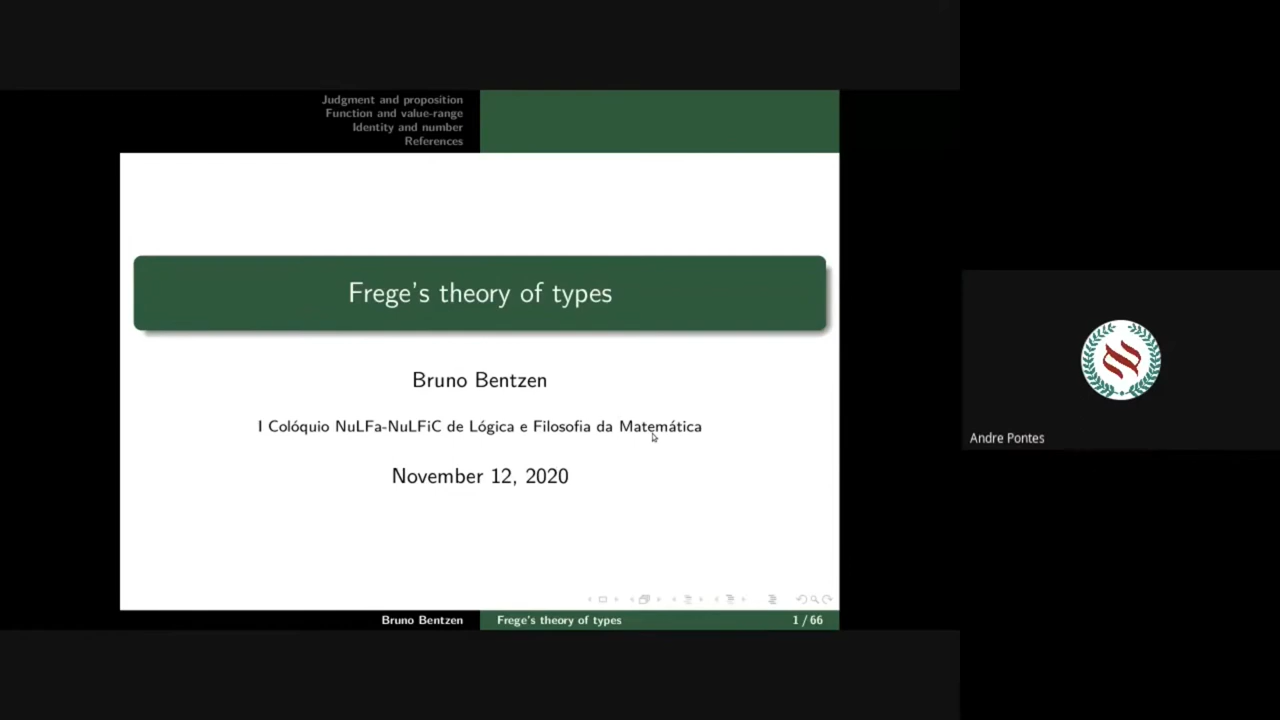 Judgment and proposition
Function and value-range
Identity and number
References
Frege's theory of types
Bruno Bentzen
I Colóquio NuLFa-NuLFiC de Lógica e Filosofia da Matemática
November 12, 2020
Andre Pontes
Bruno Bentzen
Frege's theory of types
1 / 66